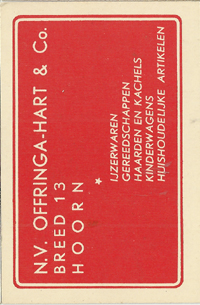 N.V. OFFRINGA-HART & Co.
BREED 13
HOORN
IJZERWAREN
GEREEDSCHAPPEN
HAARDEN EN KACHELS
KINDERWAGENS
HUISHOUDELIJKE ARTIKELEN